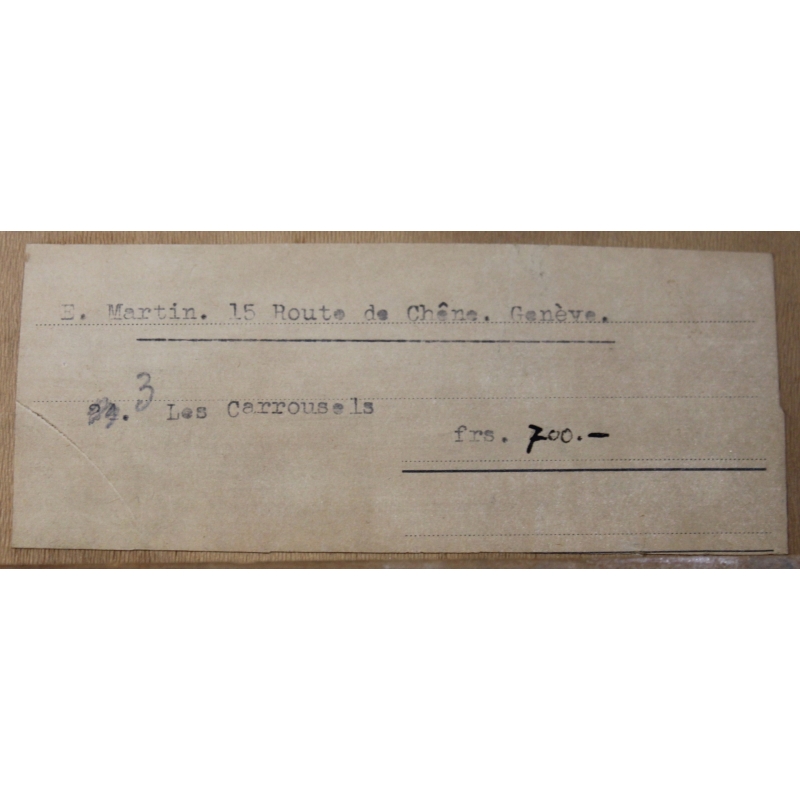 E. Martin. 15 Route de Chêne. Genève.
24. 3 Les Carrousels
frs. 700.—